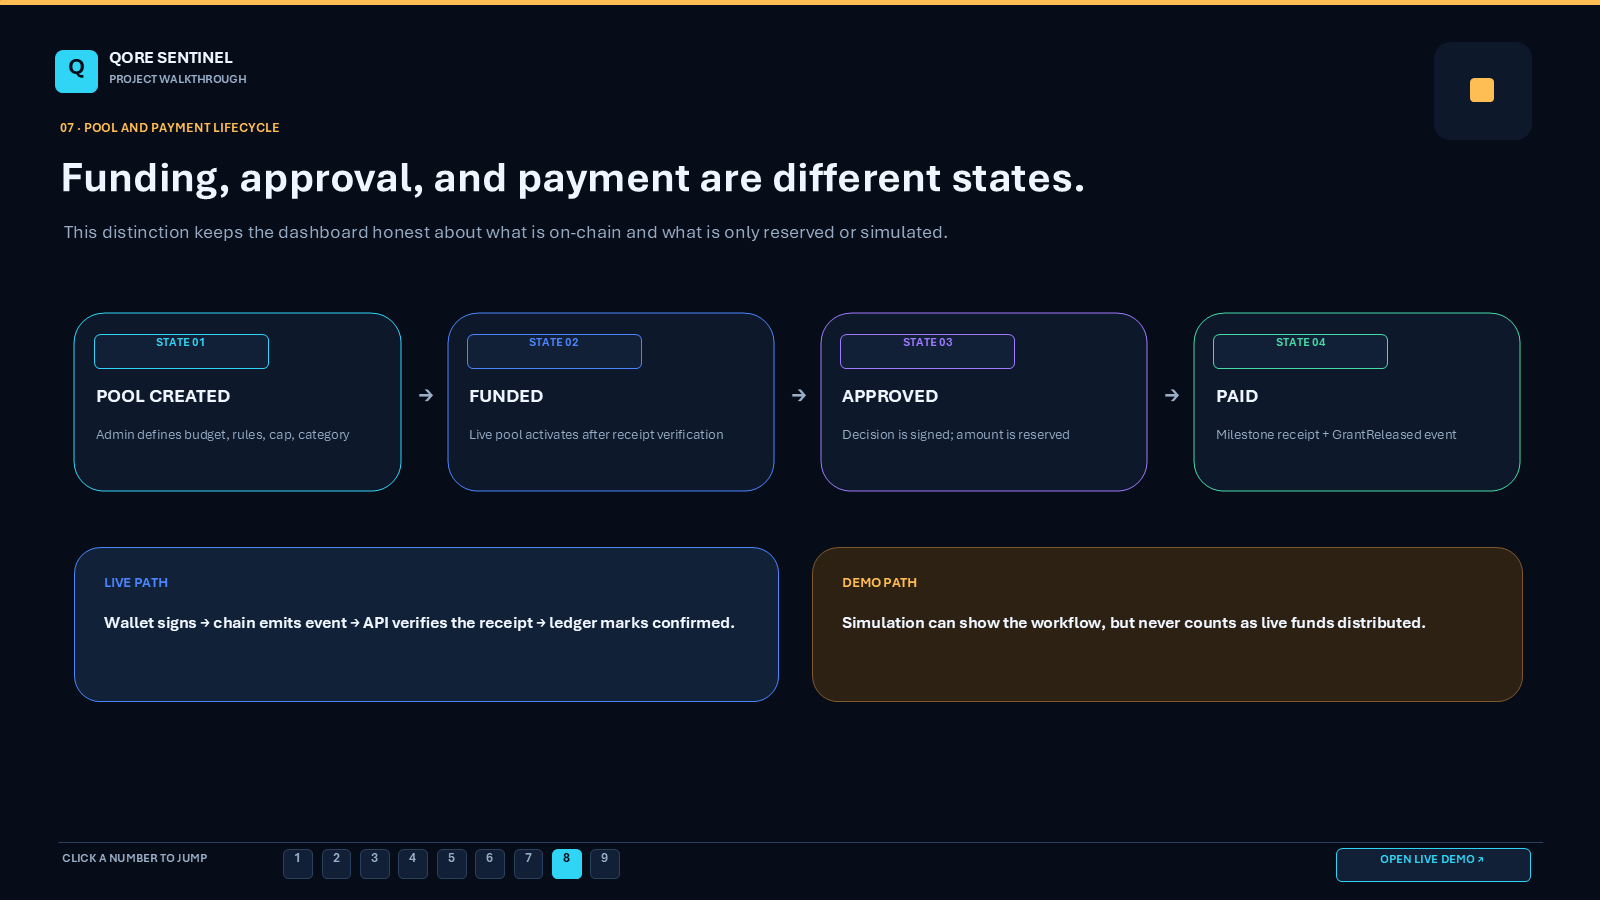 Q
QORE SENTINEL
PROJECT WALKTHROUGH
07 · POOL AND PAYMENT LIFECYCLE
Funding, approval, and payment are different states.
This distinction keeps the dashboard honest about what is on-chain and what is only reserved or simulated.
STATE 01
POOL CREATED
Admin defines budget, rules, cap, category
→
STATE 02
FUNDED
Live pool activates after receipt verification
→
STATE 03
APPROVED
Decision is signed; amount is reserved
→
STATE 04
PAID
Milestone receipt + GrantReleased event
LIVE PATH
Wallet signs → chain emits event → API verifies the receipt → ledger marks confirmed.
DEMO PATH
Simulation can show the workflow, but never counts as live funds distributed.
CLICK A NUMBER TO JUMP
1 2 3 4 5 6 7 8 9
OPEN LIVE DEMO ↗